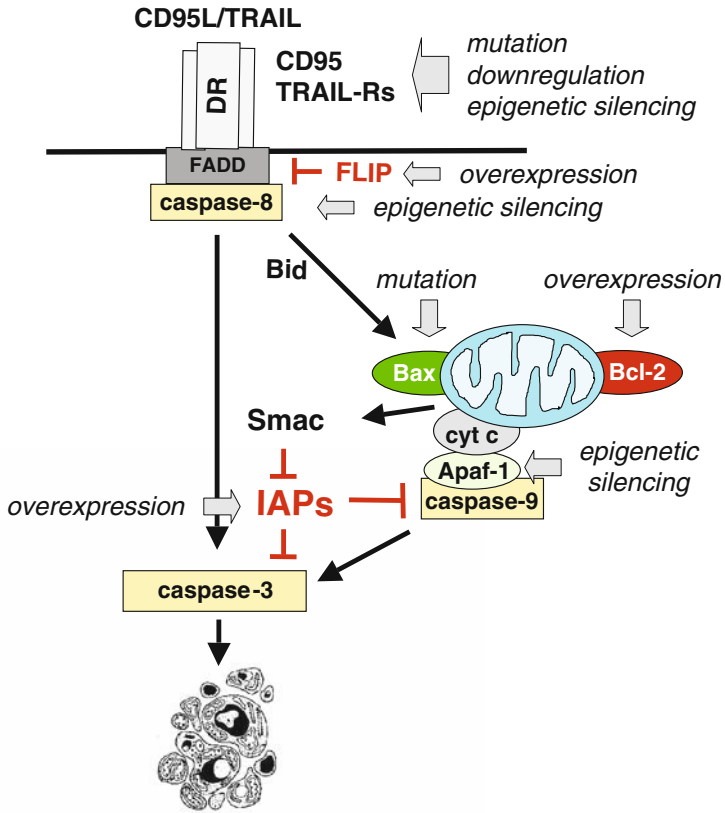 CD95L/TRAIL
DR
CD95
TRAIL-Rs
mutation
downregulation
epigenetic silencing
FADD
FLIP
overexpression
caspase-8
epigenetic silencing
Bid
mutation
overexpression
Bax
Bcl-2
Smac
cyt c
Apaf-1
epigenetic
silencing
overexpression
IAPs
caspase-9
caspase-3